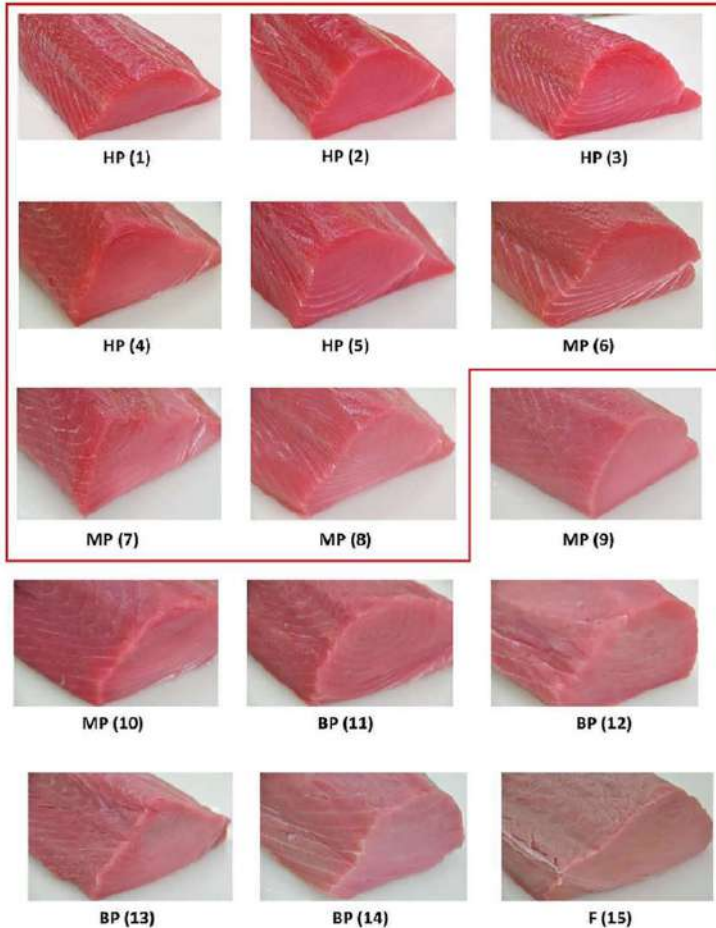 HP (1)
HP (2)
HP (3)
HP (4)
HP (5)
MP (6)
MP (7)
MP (8)
MP (9)
MP (10)
BP (11)
BP (12)
BP (13)
BP (14)
F (15)